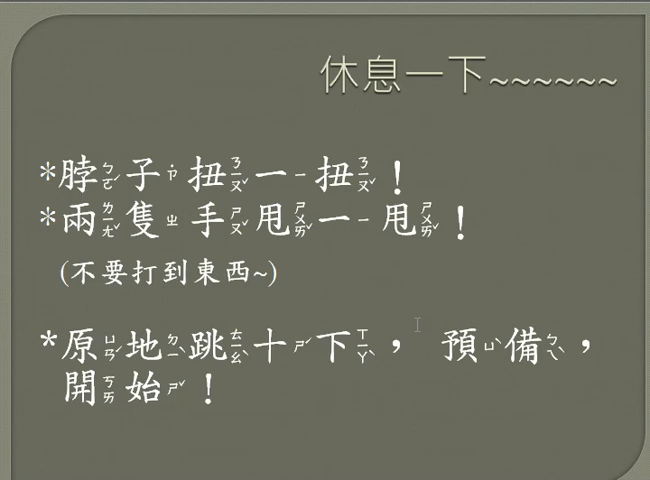 休息一下~~~~~~
*脖子扭一扭！
*兩隻手甩一甩！
(不要打到東西~)
*原地跳十下，預備，
開始！